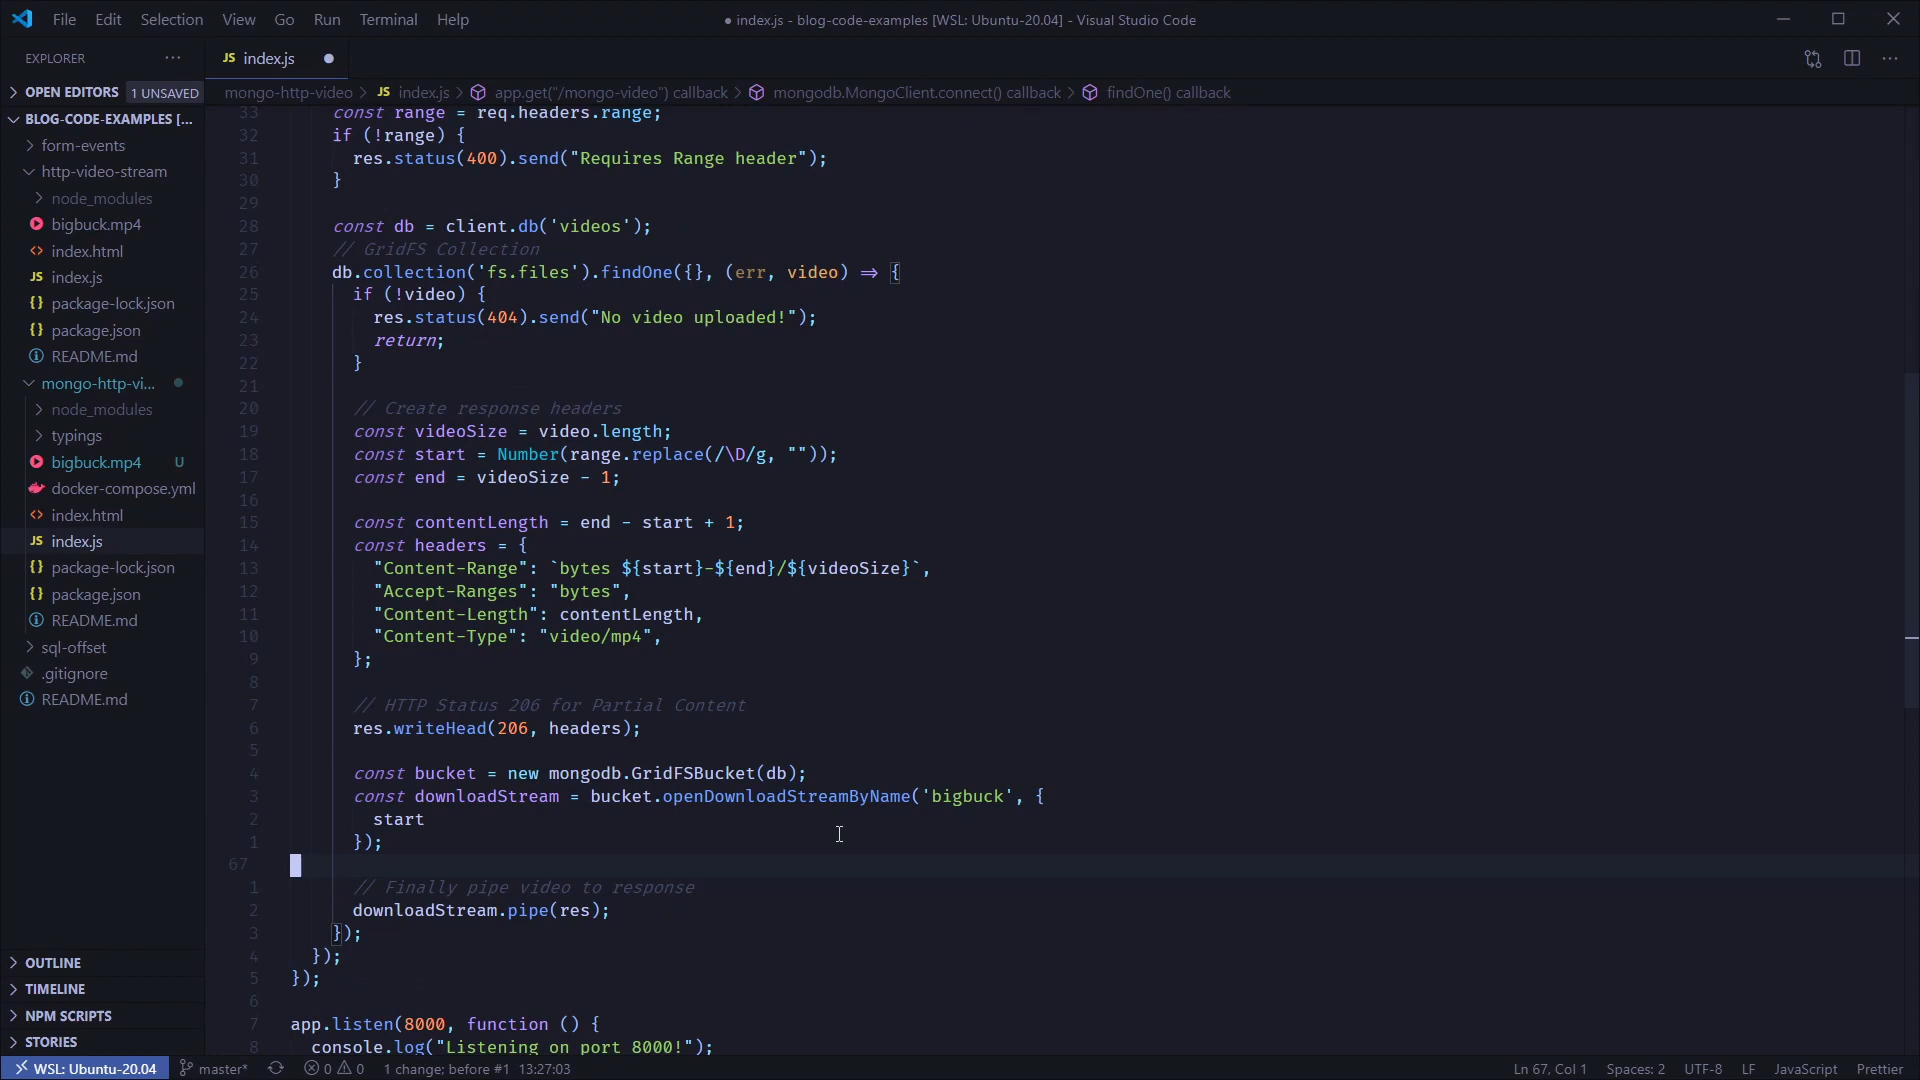 File Edit Selection View Go Run Terminal Help
● index.js - blog-code-examples [WSL: Ubuntu-20.04] - Visual Studio Code
EXPLORER ···
JS index.js ●
OPEN EDITORS 1 UNSAVED
mongo-http-video > JS index.js > app.get("/mongo-video") callback > mongodb.MongoClient.connect() callback > findOne() callback
BLOG-CODE-EXAMPLES [...
form-events
http-video-stream
node_modules
bigbuck.mp4
index.html
JS index.js
{} package-lock.json
{} package.json
README.md
mongo-http-vi... ●
node_modules
typings
bigbuck.mp4 U
docker-compose.yml
index.html
JS index.js
{} package-lock.json
{} package.json
README.md
sql-offset
.gitignore
README.md
OUTLINE
TIMELINE
NPM SCRIPTS
STORIES
33 const range = req.headers.range;
32 if (!range) {
31 res.status(400).send("Requires Range header");
30 }
29
28 const db = client.db('videos');
27 // GridFS Collection
26 db.collection('fs.files').findOne({}, (err, video) => {
25 if (!video) {
24 res.status(404).send("No video uploaded!");
23 return;
22 }
21
20 // Create response headers
19 const videoSize = video.length;
18 const start = Number(range.replace(/\D/g, ""));
17 const end = videoSize - 1;
16
15 const contentLength = end - start + 1;
14 const headers = {
13 "Content-Range": `bytes ${start}-${end}/${videoSize}`,
12 "Accept-Ranges": "bytes",
11 "Content-Length": contentLength,
10 "Content-Type": "video/mp4",
9 };
8
7 // HTTP Status 206 for Partial Content
6 res.writeHead(206, headers);
5
4 const bucket = new mongodb.GridFSBucket(db);
3 const downloadStream = bucket.openDownloadStreamByName('bigbuck', {
2 start
1 });
67
1 // Finally pipe video to response
2 downloadStream.pipe(res);
3 });
4 });
5 });
6
7 app.listen(8000, function () {
8 console.log("Listening on port 8000!");
WSL: Ubuntu-20.04 master* 0 0 1 change; before #1 13:27:03 Ln 67, Col 1 Spaces: 2 UTF-8 LF JavaScript Prettier